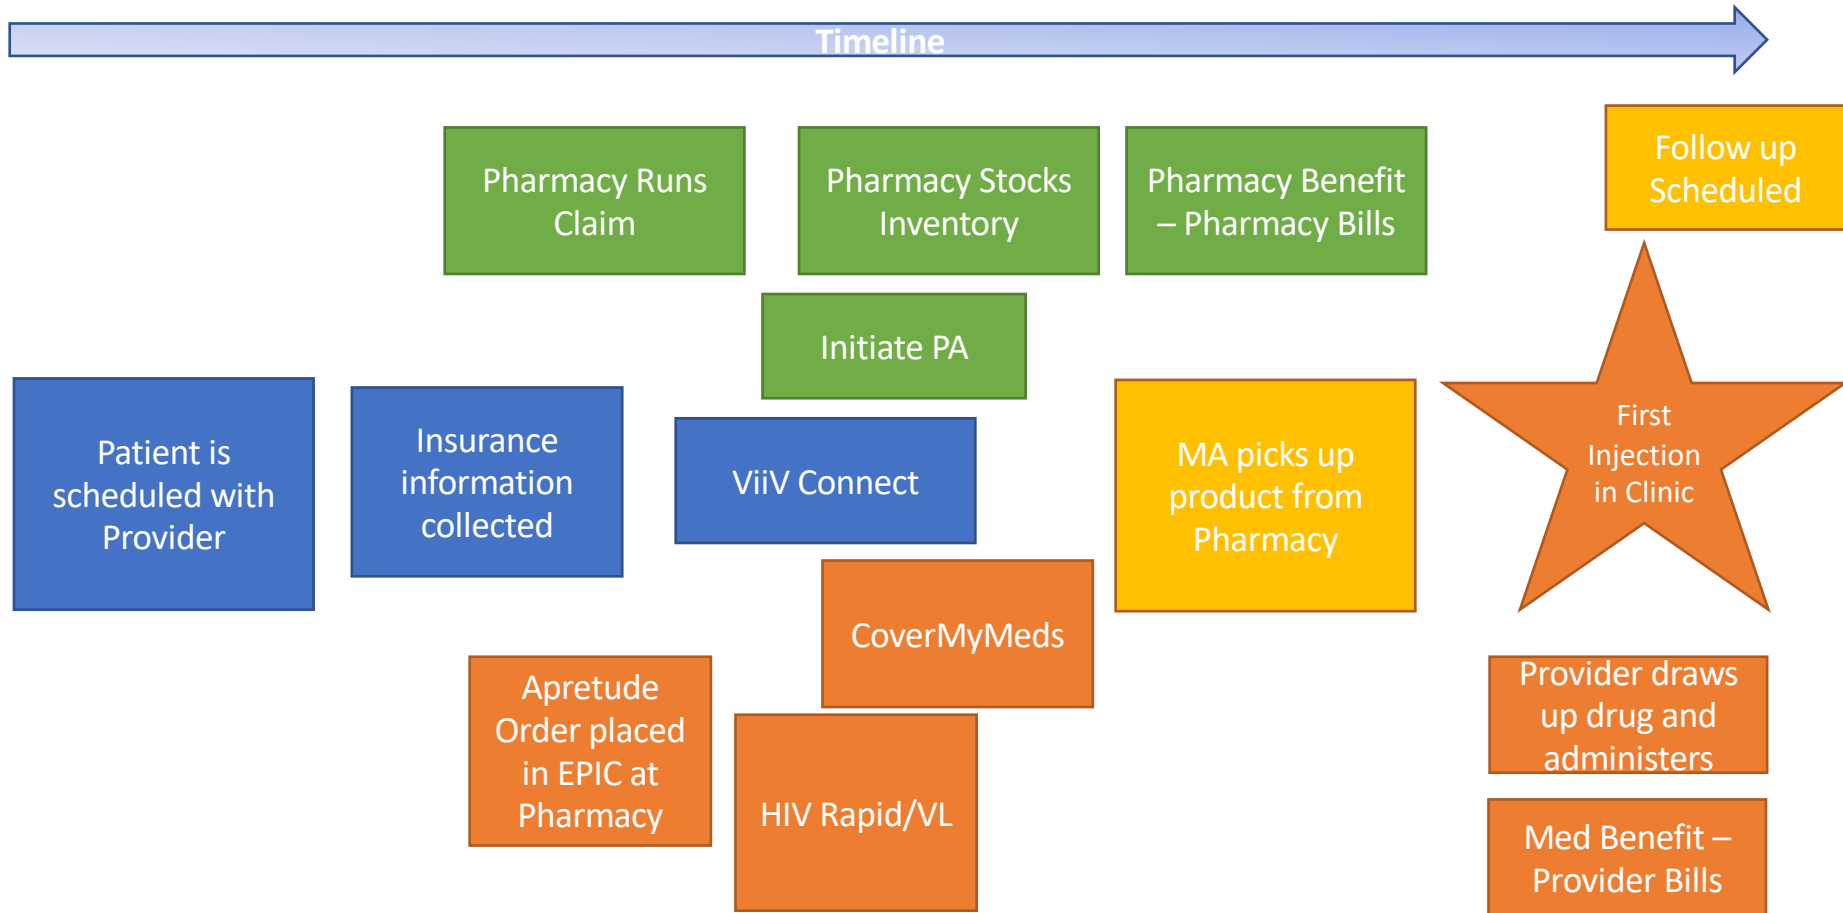 Timeline
Pharmacy Runs
Claim
Pharmacy Stocks
Inventory
Pharmacy Benefit
– Pharmacy Bills
Follow up
Scheduled
Initiate PA
Patient is
scheduled with
Provider
Insurance
information
collected
ViiV Connect
MA picks up
product from
Pharmacy
First
Injection
in Clinic
CoverMyMeds
Apretude
Order placed
in EPIC at
Pharmacy
HIV Rapid/VL
Provider draws
up drug and
administers
Med Benefit –
Provider Bills